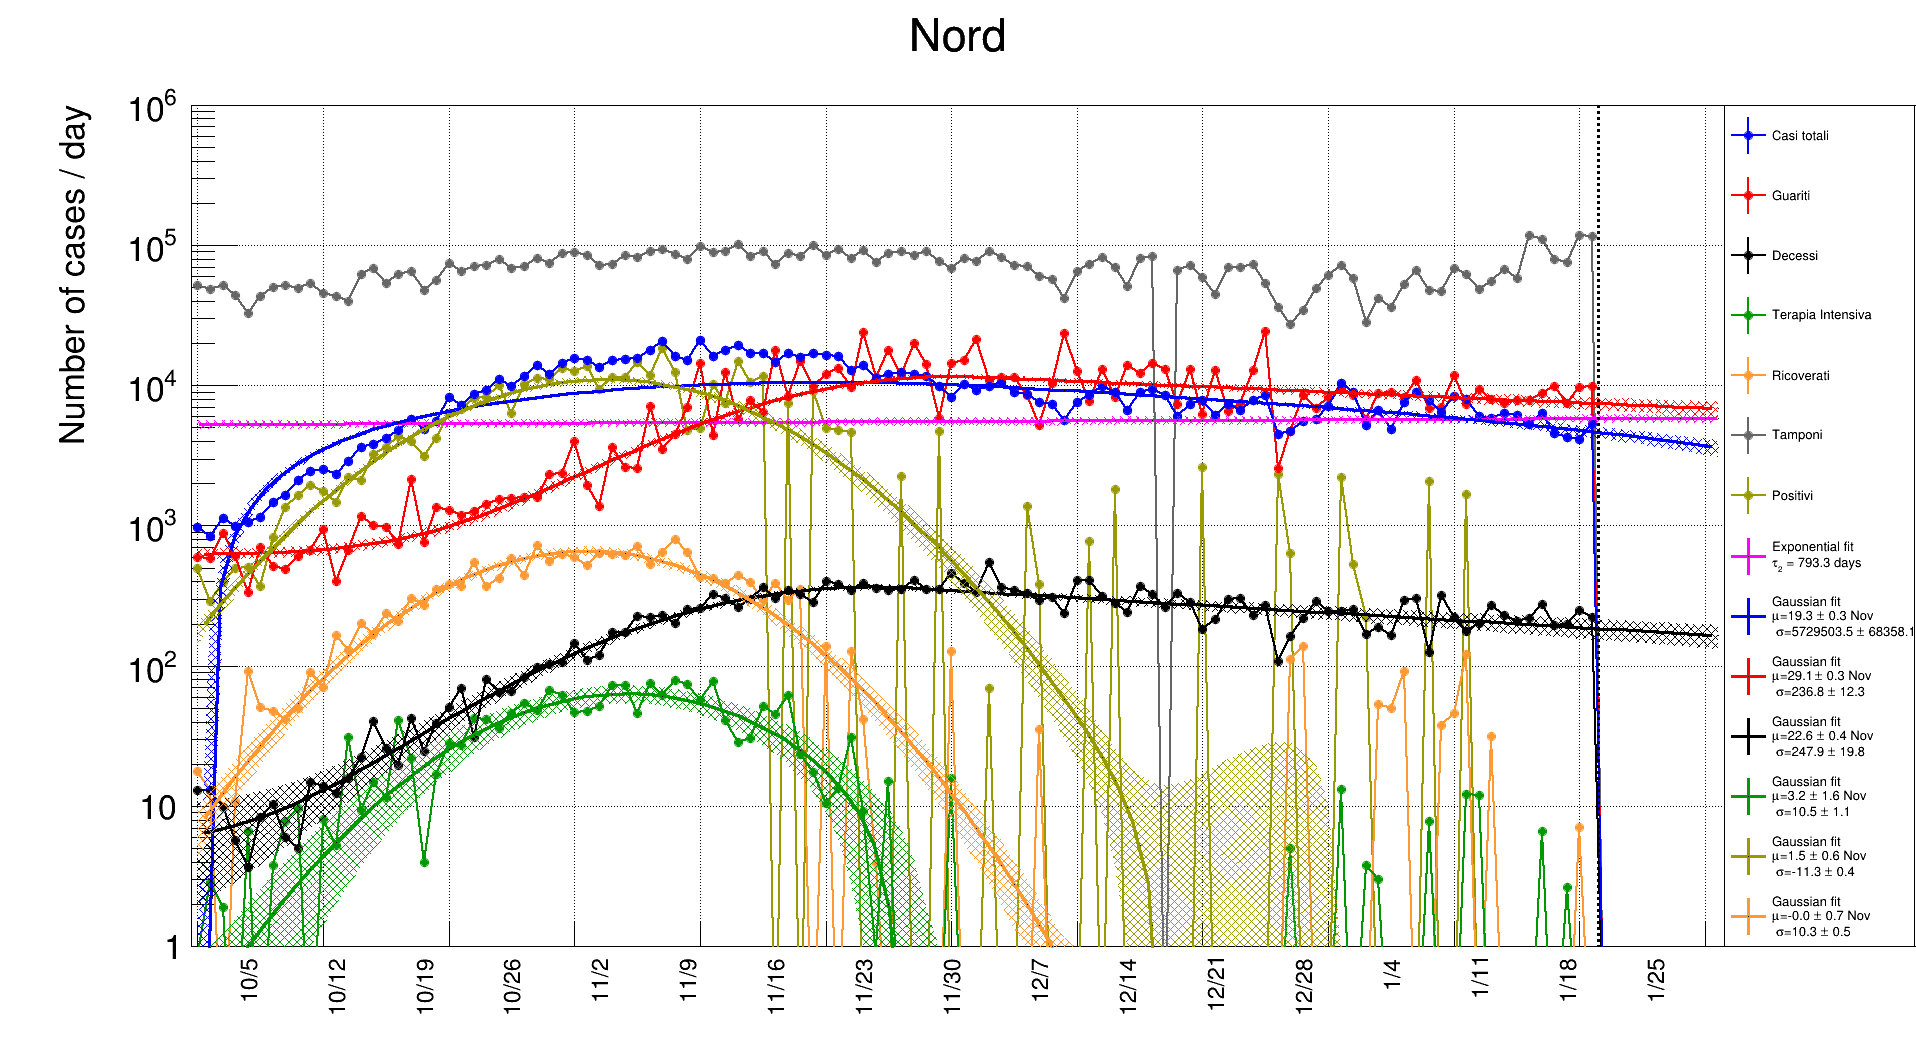 Nord
Number of cases / day
10^6
10^5
10^4
10^3
10^2
10
1
10/5
10/12
10/19
10/26
11/2
11/9
11/16
11/23
11/30
12/7
12/14
12/21
12/28
1/4
1/11
1/18
1/25
Casi totali
Guariti
Decessi
Terapia Intensiva
Ricoverati
Tamponi
Positivi
Exponential fit
τ₂ = 793.3 days
Gaussian fit
μ=19.3 ± 0.3 Nov
σ=5729503.5 ± 68358.1
Gaussian fit
μ=29.1 ± 0.3 Nov
σ=236.8 ± 12.3
Gaussian fit
μ=22.6 ± 0.4 Nov
σ=247.9 ± 19.8
Gaussian fit
μ=3.2 ± 1.6 Nov
σ=10.5 ± 1.1
Gaussian fit
μ=1.5 ± 0.6 Nov
σ=-11.3 ± 0.4
Gaussian fit
μ=-0.0 ± 0.7 Nov
σ=10.3 ± 0.5